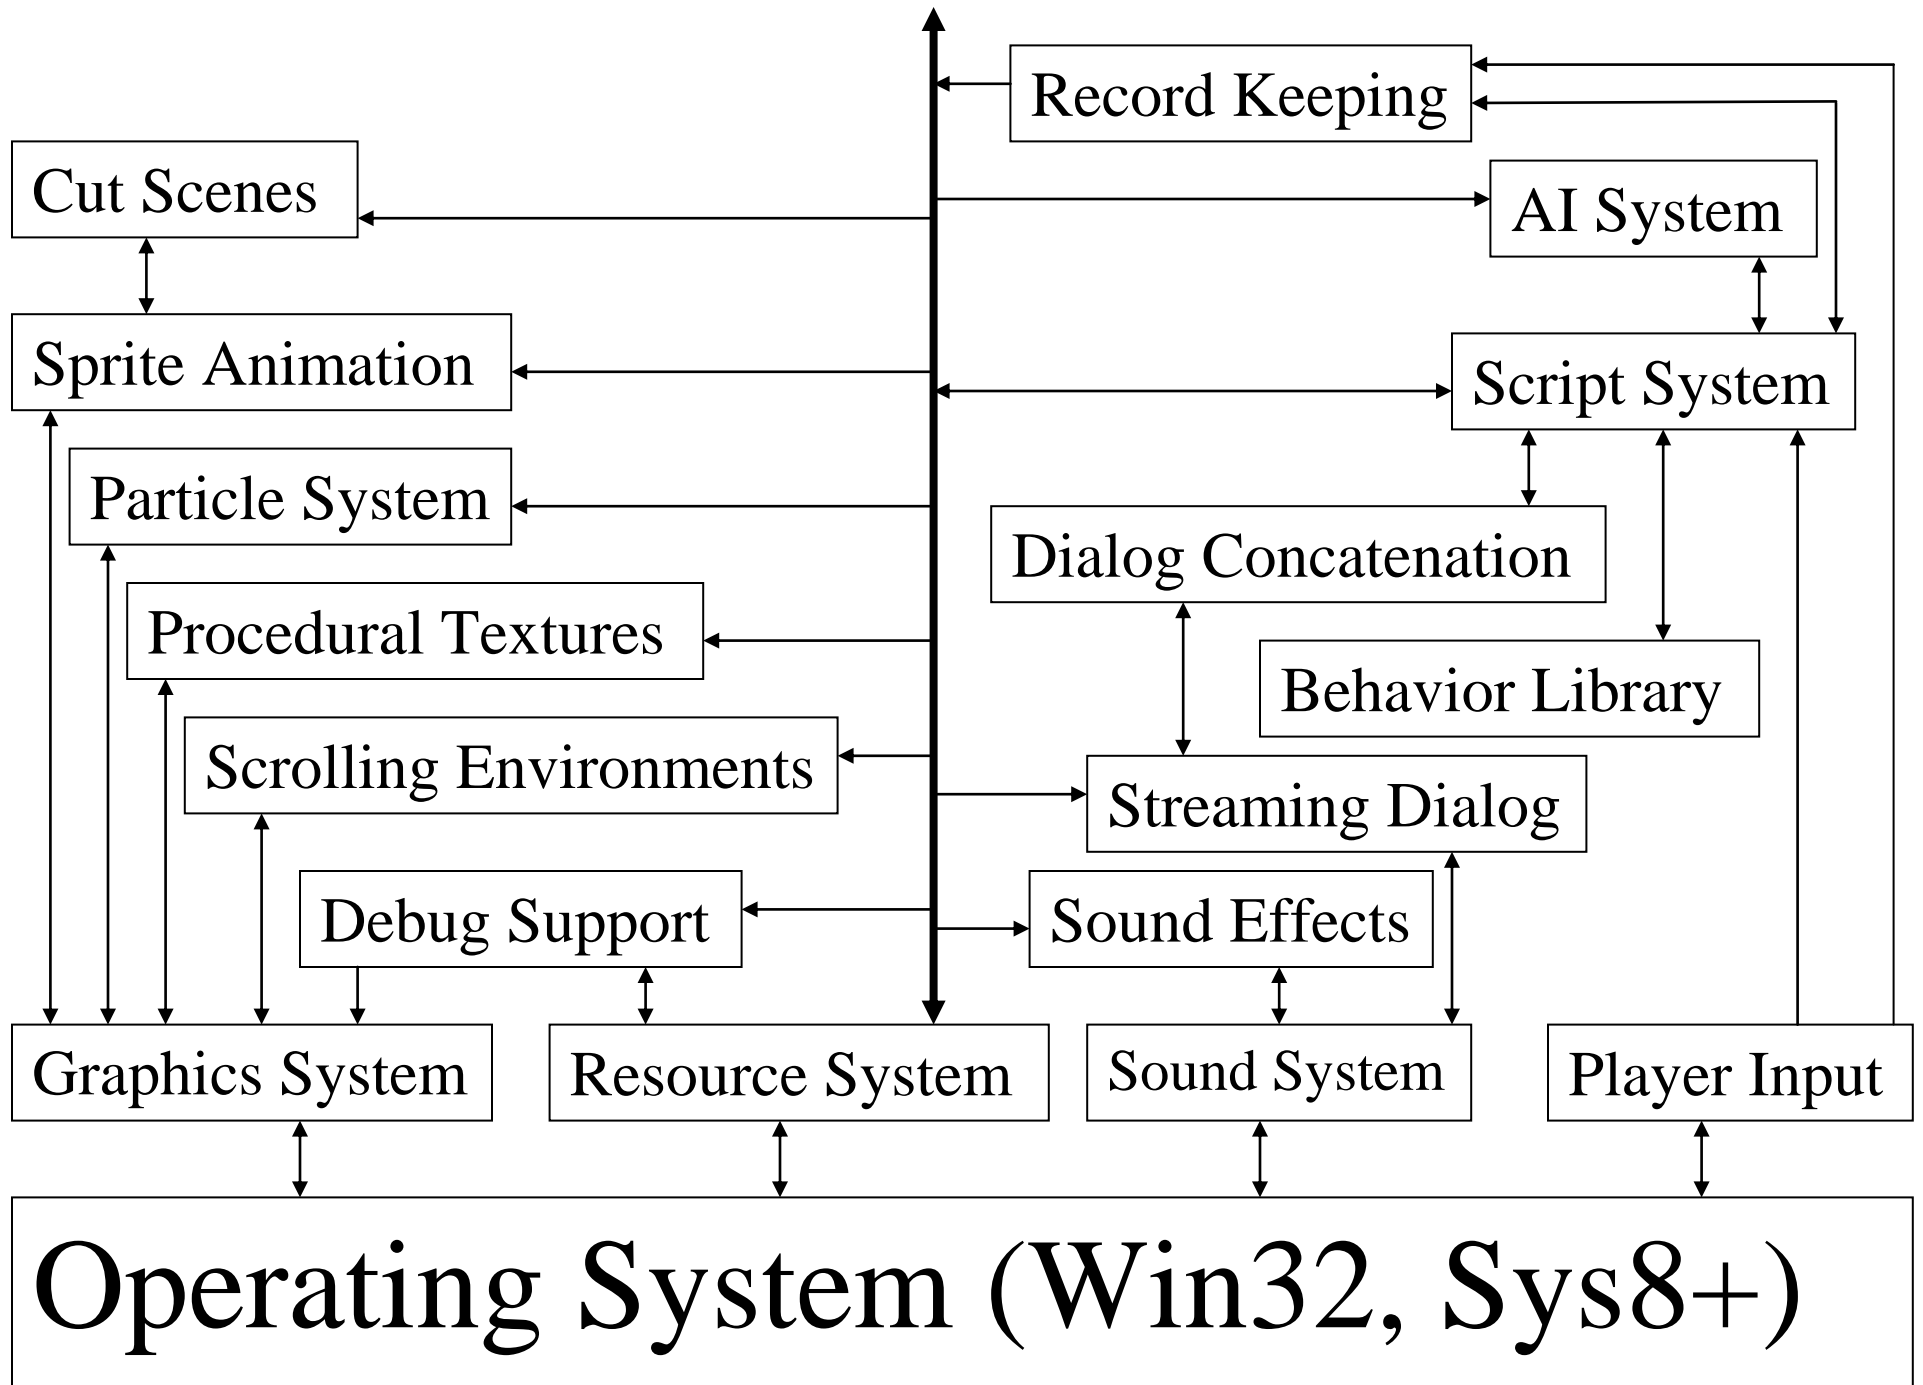 Record Keeping
Cut Scenes
AI System
Sprite Animation
Script System
Particle System
Dialog Concatenation
Procedural Textures
Behavior Library
Scrolling Environments
Streaming Dialog
Debug Support
Sound Effects
Graphics System
Resource System
Sound System
Player Input
Operating System (Win32, Sys8+)